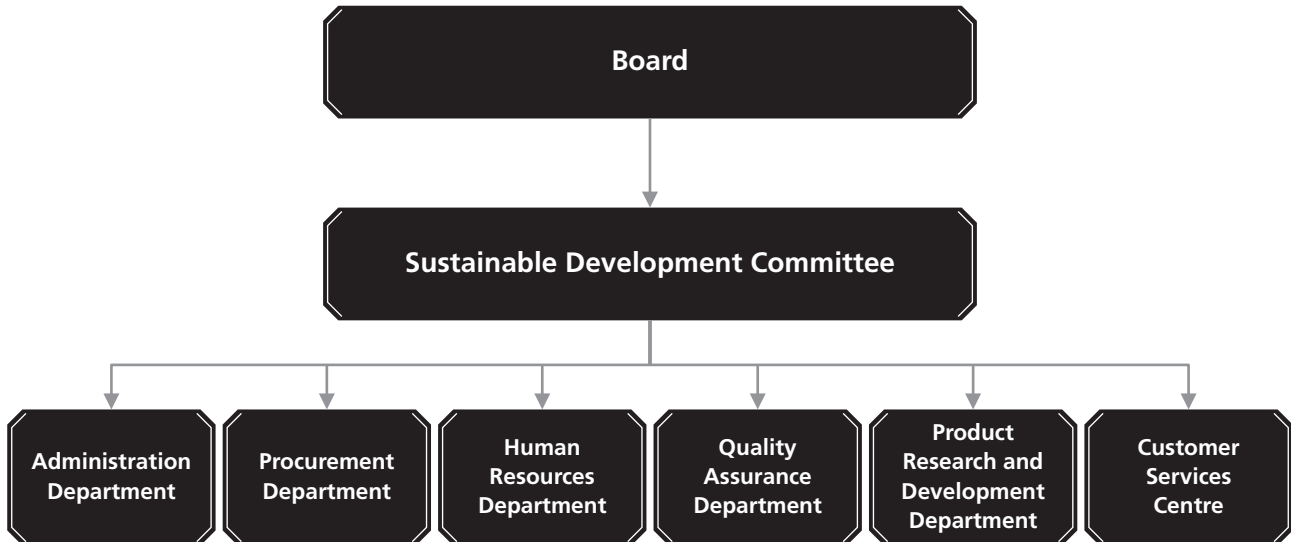 Board
Sustainable Development Committee
Administration
Department
Procurement
Department
Human
Resources
Department
Quality
Assurance
Department
Product
Research and
Development
Department
Customer
Services
Centre